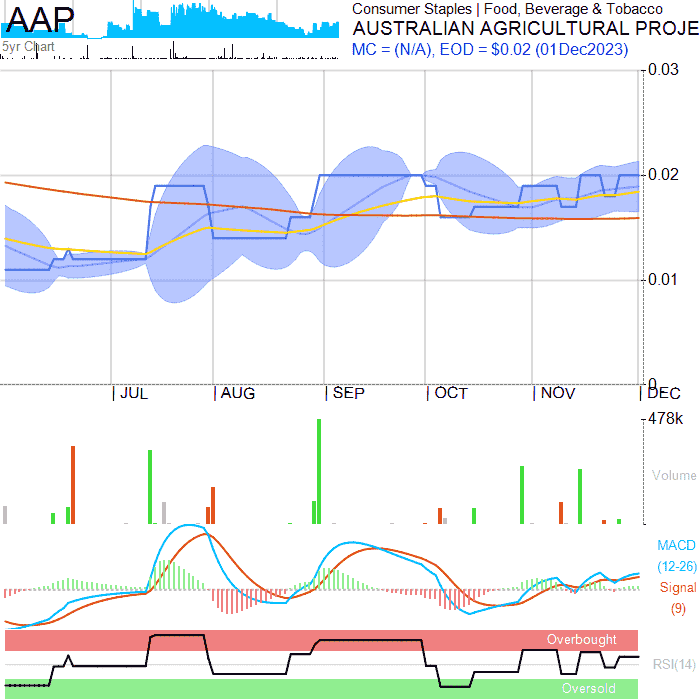 AAP
5yr Chart
Consumer Staples | Food, Beverage & Tobacco
AUSTRALIAN AGRICULTURAL PROJE
MC = (N/A), EOD = $0.02 (01Dec2023)
0.03
0.02
0.01
0
JUL
AUG
SEP
OCT
NOV
DEC
478k
Volume
MACD
(12-26)
Signal
(9)
Overbought
RSI(14)
Oversold